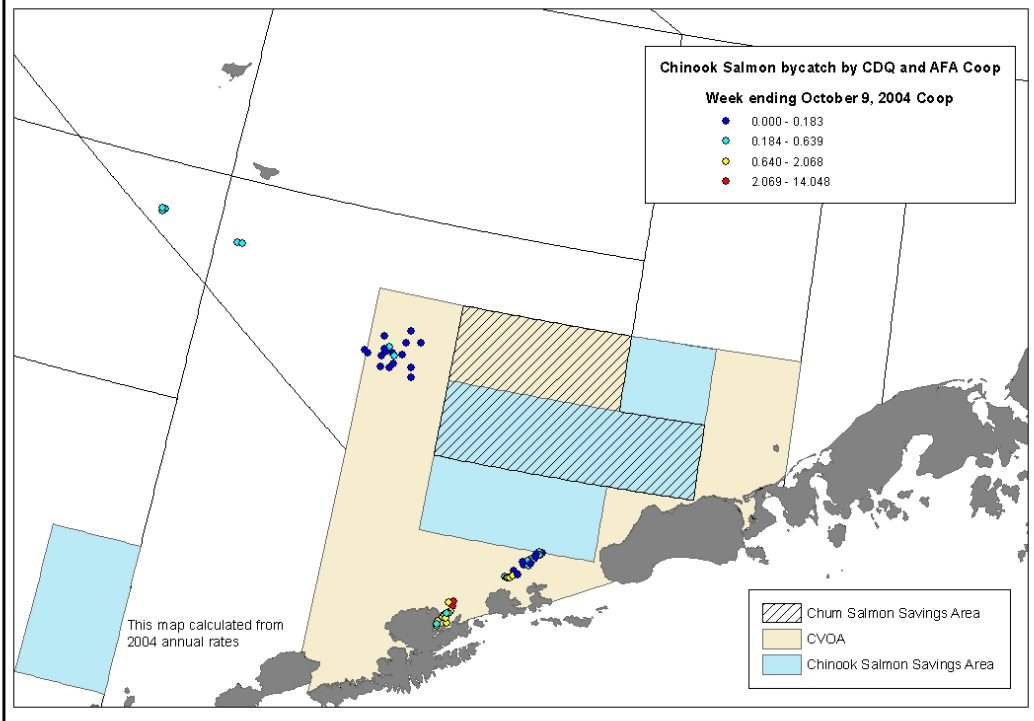 Chinook Salmon bycatch by CDQ and AFA Coop
Week ending October 9, 2004 Coop
0.000 - 0.183
0.184 - 0.639
0.640 - 2.068
2.069 - 14.048
This map calculated from
2004 annual rates
Chum Salmon Savings Area
CVOA
Chinook Salmon Savings Area